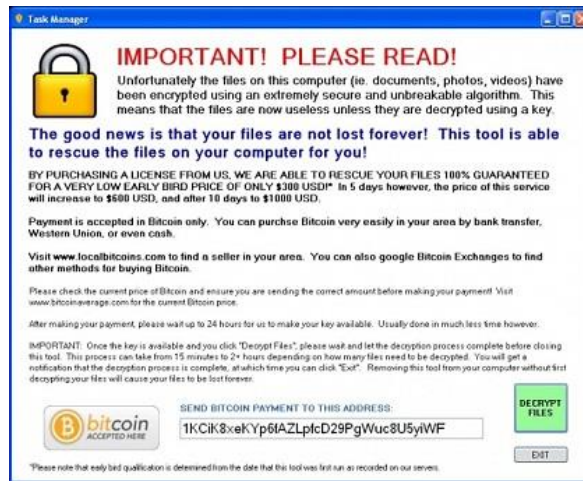 Task Manager
IMPORTANT! PLEASE READ!
Unfortunately the files on this computer (ie. documents, photos, videos) have
been encrypted using an extremely secure and unbreakable algorithm. This
means that the files are now useless unless they are decrypted using a key.
The good news is that your files are not lost forever! This tool is able
to rescue the files on your computer for you!
BY PURCHASING A LICENSE FROM US, WE ARE ABLE TO RESCUE YOUR FILES 100% GUARANTEED
FOR A VERY LOW EARLY BIRD PRICE OF ONLY $300 USD!* In 5 days however, the price of this service
will increase to $600 USD, and after 10 days to $1000 USD.
Payment is accepted in Bitcoin only. You can purchse Bitcoin very easily in your area by bank transfer,
Western Union, or even cash.
Visit www.localbitcoins.com to find a seller in your area. You can also google Bitcoin Exchanges to find
other methods for buying Bitcoin.
Please check the current price of Bitcoin and ensure you are sending the correct amount before making your payment! Visit
www.bitcoinaverage.com for the current Bitcoin price.
After making your payment, please wait up to 24 hours for us to make your key available. Usually done in much less time however.
IMPORTANT: Once the key is available and you click "Decrypt Files", please wait and let the decryption process complete before closing
this tool. This process can take from 15 minutes to 2+ hours depending on how many files need to be decrypted. You will get a
notification that the decryption process is complete, at which time you can click "Exit". Removing this tool from your computer without first
decrypting your files will cause your files to be lost forever.
DECRYPT
FILES
SEND BITCOIN PAYMENT TO THIS ADDRESS:
bitcoin
ACCEPTED HERE
1KCiK8xeKYp6fAZLpfcD29PgWuc8U5yiWF
EXIT
*Please note that early bird qualification is determined from the date that this tool was first run as recorded on our servers.